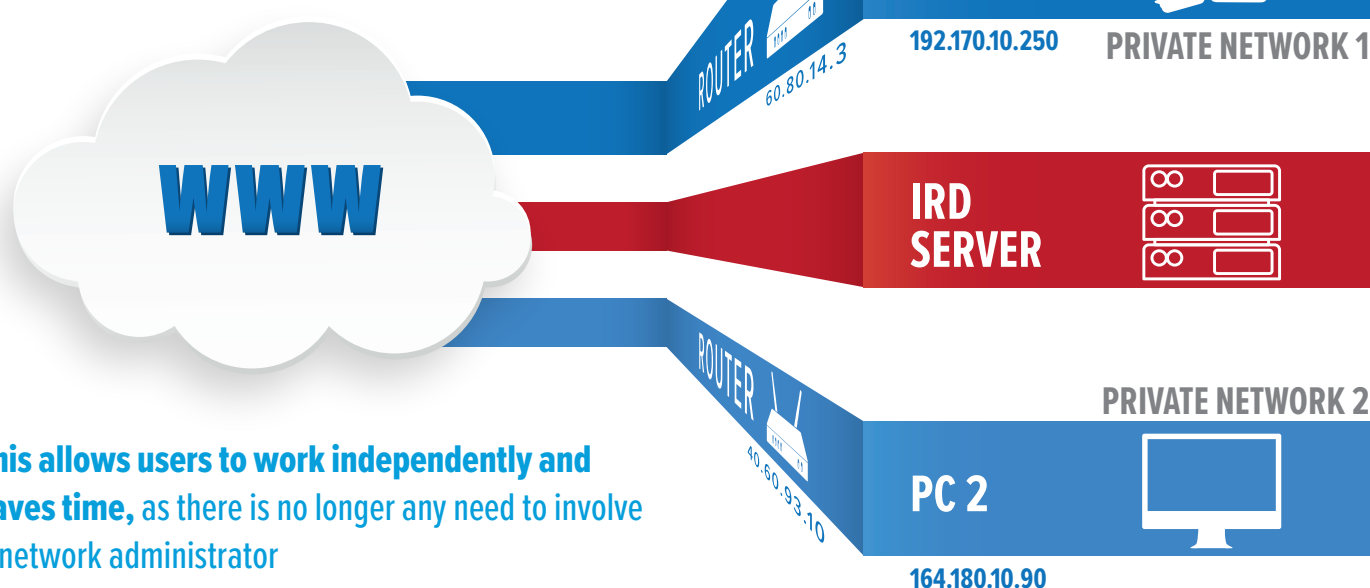 ROUTER
60.80.14.3
192.170.10.250
PRIVATE NETWORK 1
WWW
IRD
SERVER
ROUTER
40.60.93.10
PRIVATE NETWORK 2
PC 2
164.180.10.90
his allows users to work independently and
aves time, as there is no longer any need to involve
network administrator